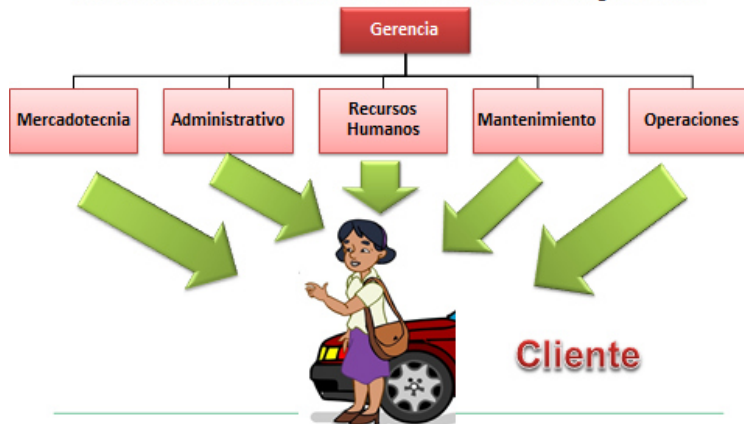 Gerencia
Mercadotecnia
Administrativo
Recursos
Humanos
Mantenimiento
Operaciones
Cliente